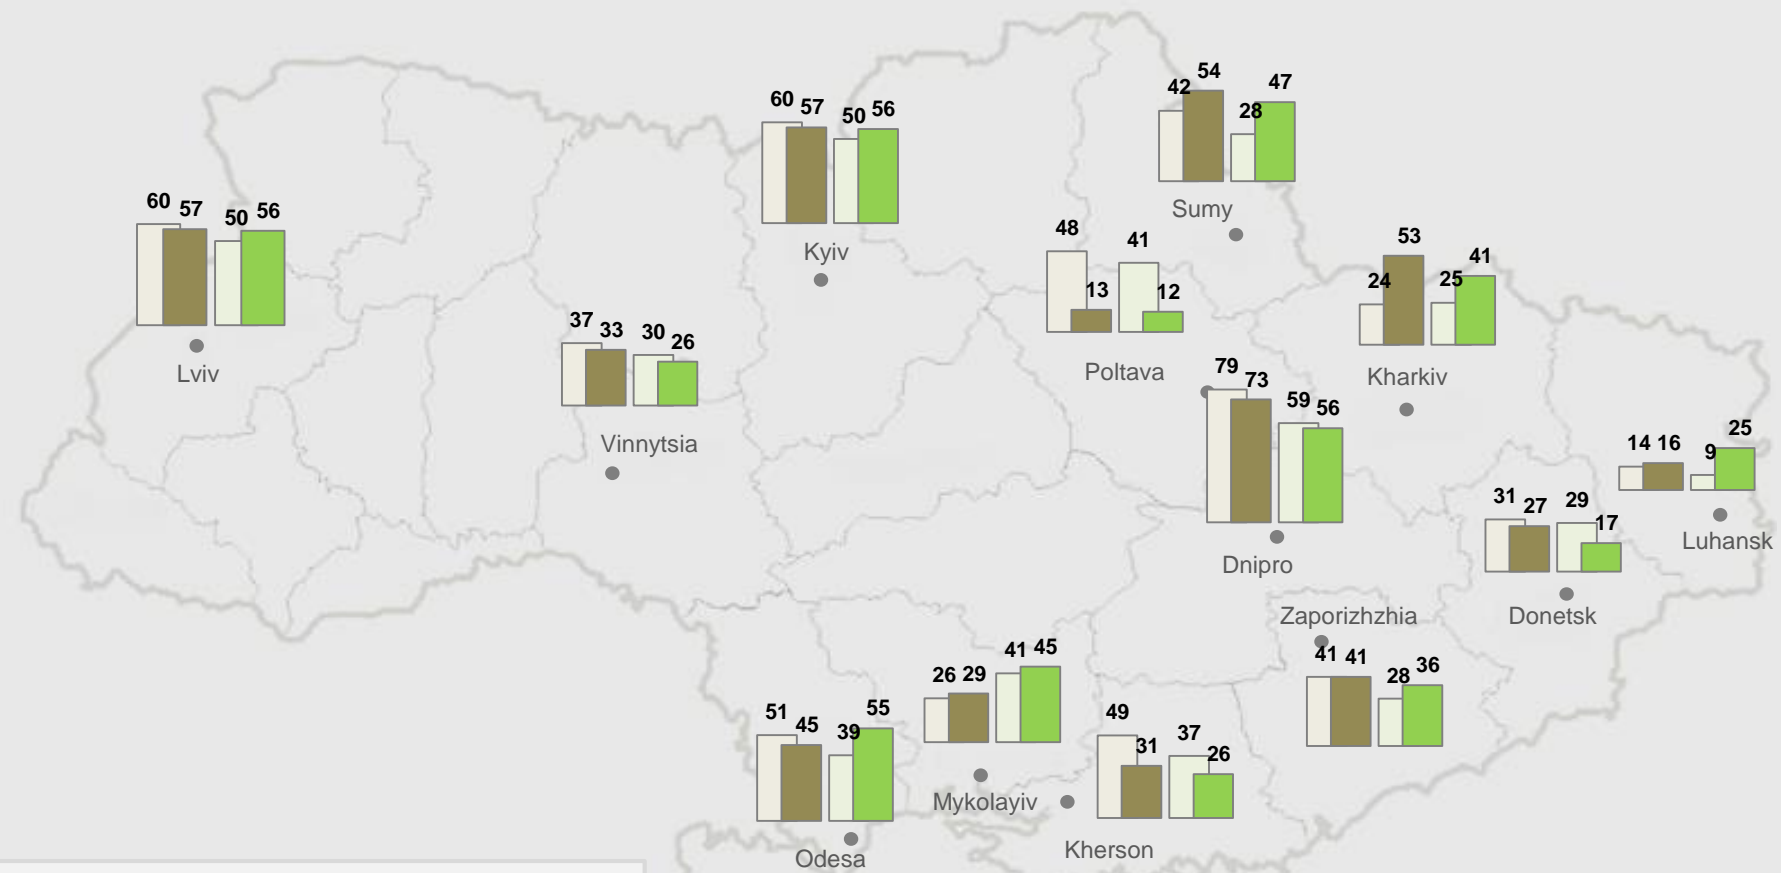 42 54 28 47
Sumy
60 57 50 56
Kyiv
60 57 50 56
Lviv
48 13 41 12
Poltava
24 53 25 41
Kharkiv
37 33 30 26
Vinnytsia
79 73 59 56
Dnipro
14 16 9 25
Luhansk
31 27 29 17
Donetsk
Zaporizhzhia
41 41 28 36
26 29 41 45
Mykolayiv
51 45 39 55
Odesa
49 31 37 26
Kherson